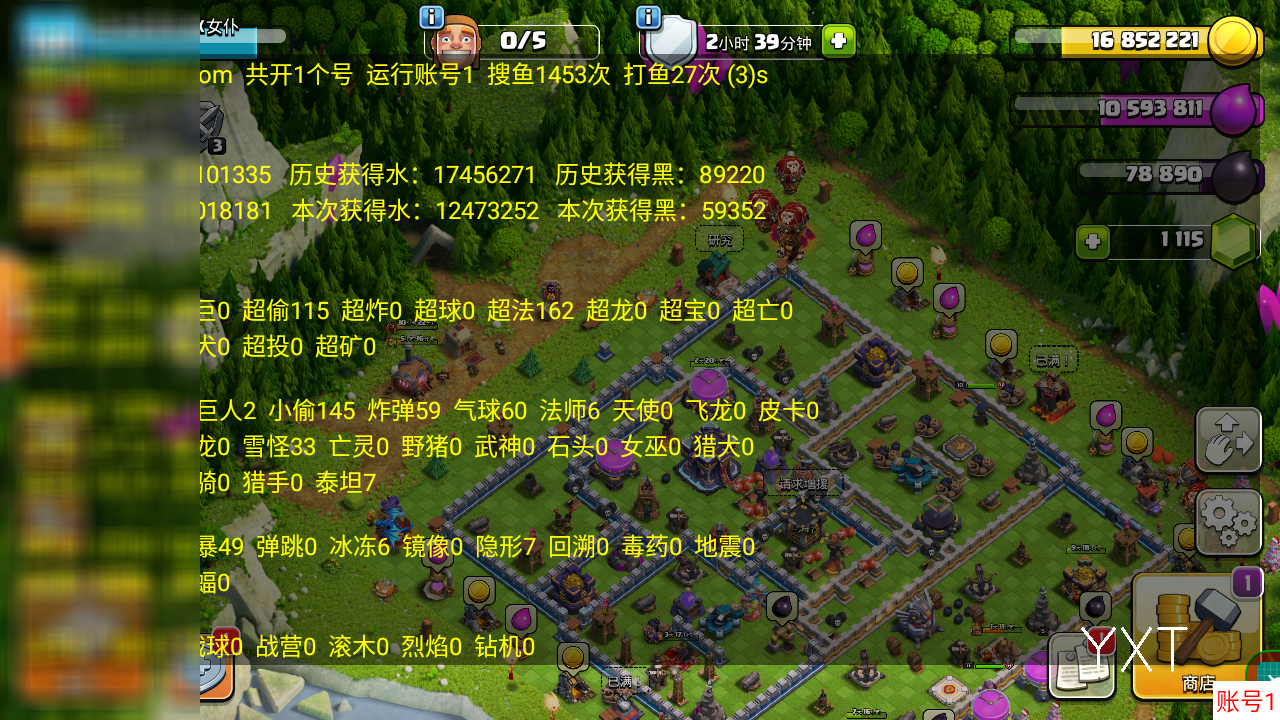 女仆
0/5
2小时 39分钟
16 852 221
om 共开1个号 运行账号1 搜鱼1453次 打鱼27次 (3)s
10 593 811
3
101335 历史获得水：17456271 历史获得黑：89220
78 890
018181 本次获得水：12473252 本次获得黑：59352
研究
1 115
巨0 超偷115 超炸0 超球0 超法162 超龙0 超宝0 超亡0
犬0 超投0 超矿0
已满！
巨人2 小偷145 炸弹59 气球60 法师6 天使0 飞龙0 皮卡0
龙0 雪怪33 亡灵0 野猪0 武神0 石头0 女巫0 猎犬0
骑0 猎手0 泰坦7
请求增援
暴49 弹跳0 冰冻6 镜像0 隐形7 回溯0 毒药0 地震0
蝠0
1
战球0 战营0 滚木0 烈焰0 钻机0
YXT
已满！
商店
账号1